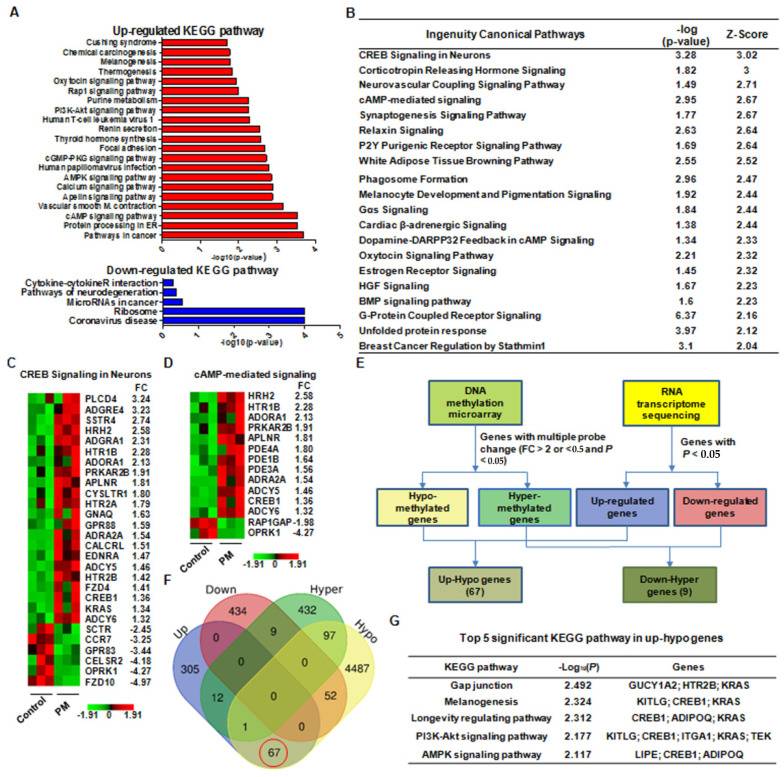 A
Up-regulated KEGG pathway
Cushing syndrome
Chemical carcinogenesis
Melanogenesis
Thermogenesis
Oxytocin signaling pathway
Rap1 signaling pathway
Purine metabolism
PI3K-Akt signaling pathway
Human T-cell leukemia virus 1
Renin secretion
Thyroid hormone synthesis
Focal adhesion
cGMP-PKG signaling pathway
Human papiliomavirus infection
AMPK signaling pathway
Calcium signaling pathway
Apelin signaling pathway
Vascular smooth M. contraction
cAMP signaling pathway
Protein processing in ER
Pathways in cancer
0 1 2 3 4
-log10(p-value)
Down-regulated KEGG pathway
Cytokine-cytokineR interaction
Pathways of neurodegeneration
MicroRNAs in cancer
Ribosome
Coronavirus disease
0 1 2 3 4 5
-log10(p-value)
B
Ingenuity Canonical Pathways -log (p-value) Z-Score
CREB Signaling in Neurons 3.28 3.02
Corticotropin Releasing Hormone Signaling 1.82 3
Neurovascular Coupling Signaling Pathway 1.49 2.71
cAMP-mediated signaling 2.95 2.67
Synaptogenesis Signaling Pathway 1.77 2.67
Relaxin Signaling 2.63 2.64
P2Y Purigenic Receptor Signaling Pathway 1.69 2.64
White Adipose Tissue Browning Pathway 2.55 2.52
Phagosome Formation 2.96 2.47
Melanocyte Development and Pigmentation Signaling 1.92 2.44
Gαs Signaling 1.84 2.44
Cardiac β-adrenergic Signaling 1.38 2.44
Dopamine-DARPP32 Feedback in cAMP Signaling 1.34 2.33
Oxytocin Signaling Pathway 2.21 2.32
Estrogen Receptor Signaling 1.45 2.32
HGF Signaling 1.67 2.23
BMP signaling pathway 1.6 2.23
G-Protein Coupled Receptor Signaling 6.37 2.16
Unfolded protein response 3.97 2.12
Breast Cancer Regulation by Stathmin1 3.1 2.04
C
CREB Signaling in Neurons
FC
PLCD4 3.24
ADGRE4 3.23
SSTR4 2.74
HRH2 2.58
ADGRA1 2.31
HTR1B 2.28
ADORA1 2.13
PRKAR2B 1.91
APLNR 1.81
CYSLTR1 1.80
HTR2A 1.79
GNAQ 1.63
GPR88 1.59
ADRA2A 1.54
CALCRL 1.51
EDNRA 1.47
ADCY5 1.46
HTR2B 1.42
FZD4 1.41
CREB1 1.36
KRAS 1.34
ADCY6 1.32
SCTR -2.45
CCR7 -3.25
GPR83 -3.44
CELSR2 -4.18
OPRK1 -4.27
FZD10 -4.97
Control PM
-1.91 1.91
D
cAMP-mediated signaling
FC
HRH2 2.58
HTR1B 2.28
ADORA1 2.13
PRKAR2B 1.91
APLNR 1.81
PDE4A 1.80
PDE1B 1.64
PDE3A 1.56
ADRA2A 1.54
ADCY5 1.46
CREB1 1.36
ADCY6 1.32
RAP1GAP -1.98
OPRK1 -4.27
Control PM
-1.91 1.91
E
DNA methylation microarray
RNA transcriptome sequencing
Genes with multiple probe change (FC > 2 or <0.5 and P < 0.05)
Genes with P < 0.05
Hypo-methylated genes
Hyper-methylated genes
Up-regulated genes
Down-regulated genes
Up-Hypo genes (67)
Down-Hyper genes (9)
F
Down Hyper
Up Hypo
434 432
0 9 97
305 0 0 4487
12 0 52
1 0
67
G
Top 5 significant KEGG pathway in up-hypo genes
KEGG pathway -Log₁₀(P) Genes
Gap junction 2.492 GUCY1A2; HTR2B; KRAS
Melanogenesis 2.324 KITLG; CREB1; KRAS
Longevity regulating pathway 2.312 CREB1; ADIPOQ; KRAS
PI3K-Akt signaling pathway 2.177 KITLG; CREB1; ITGA1; KRAS; TEK
AMPK signaling pathway 2.117 LIPE; CREB1; ADIPOQ